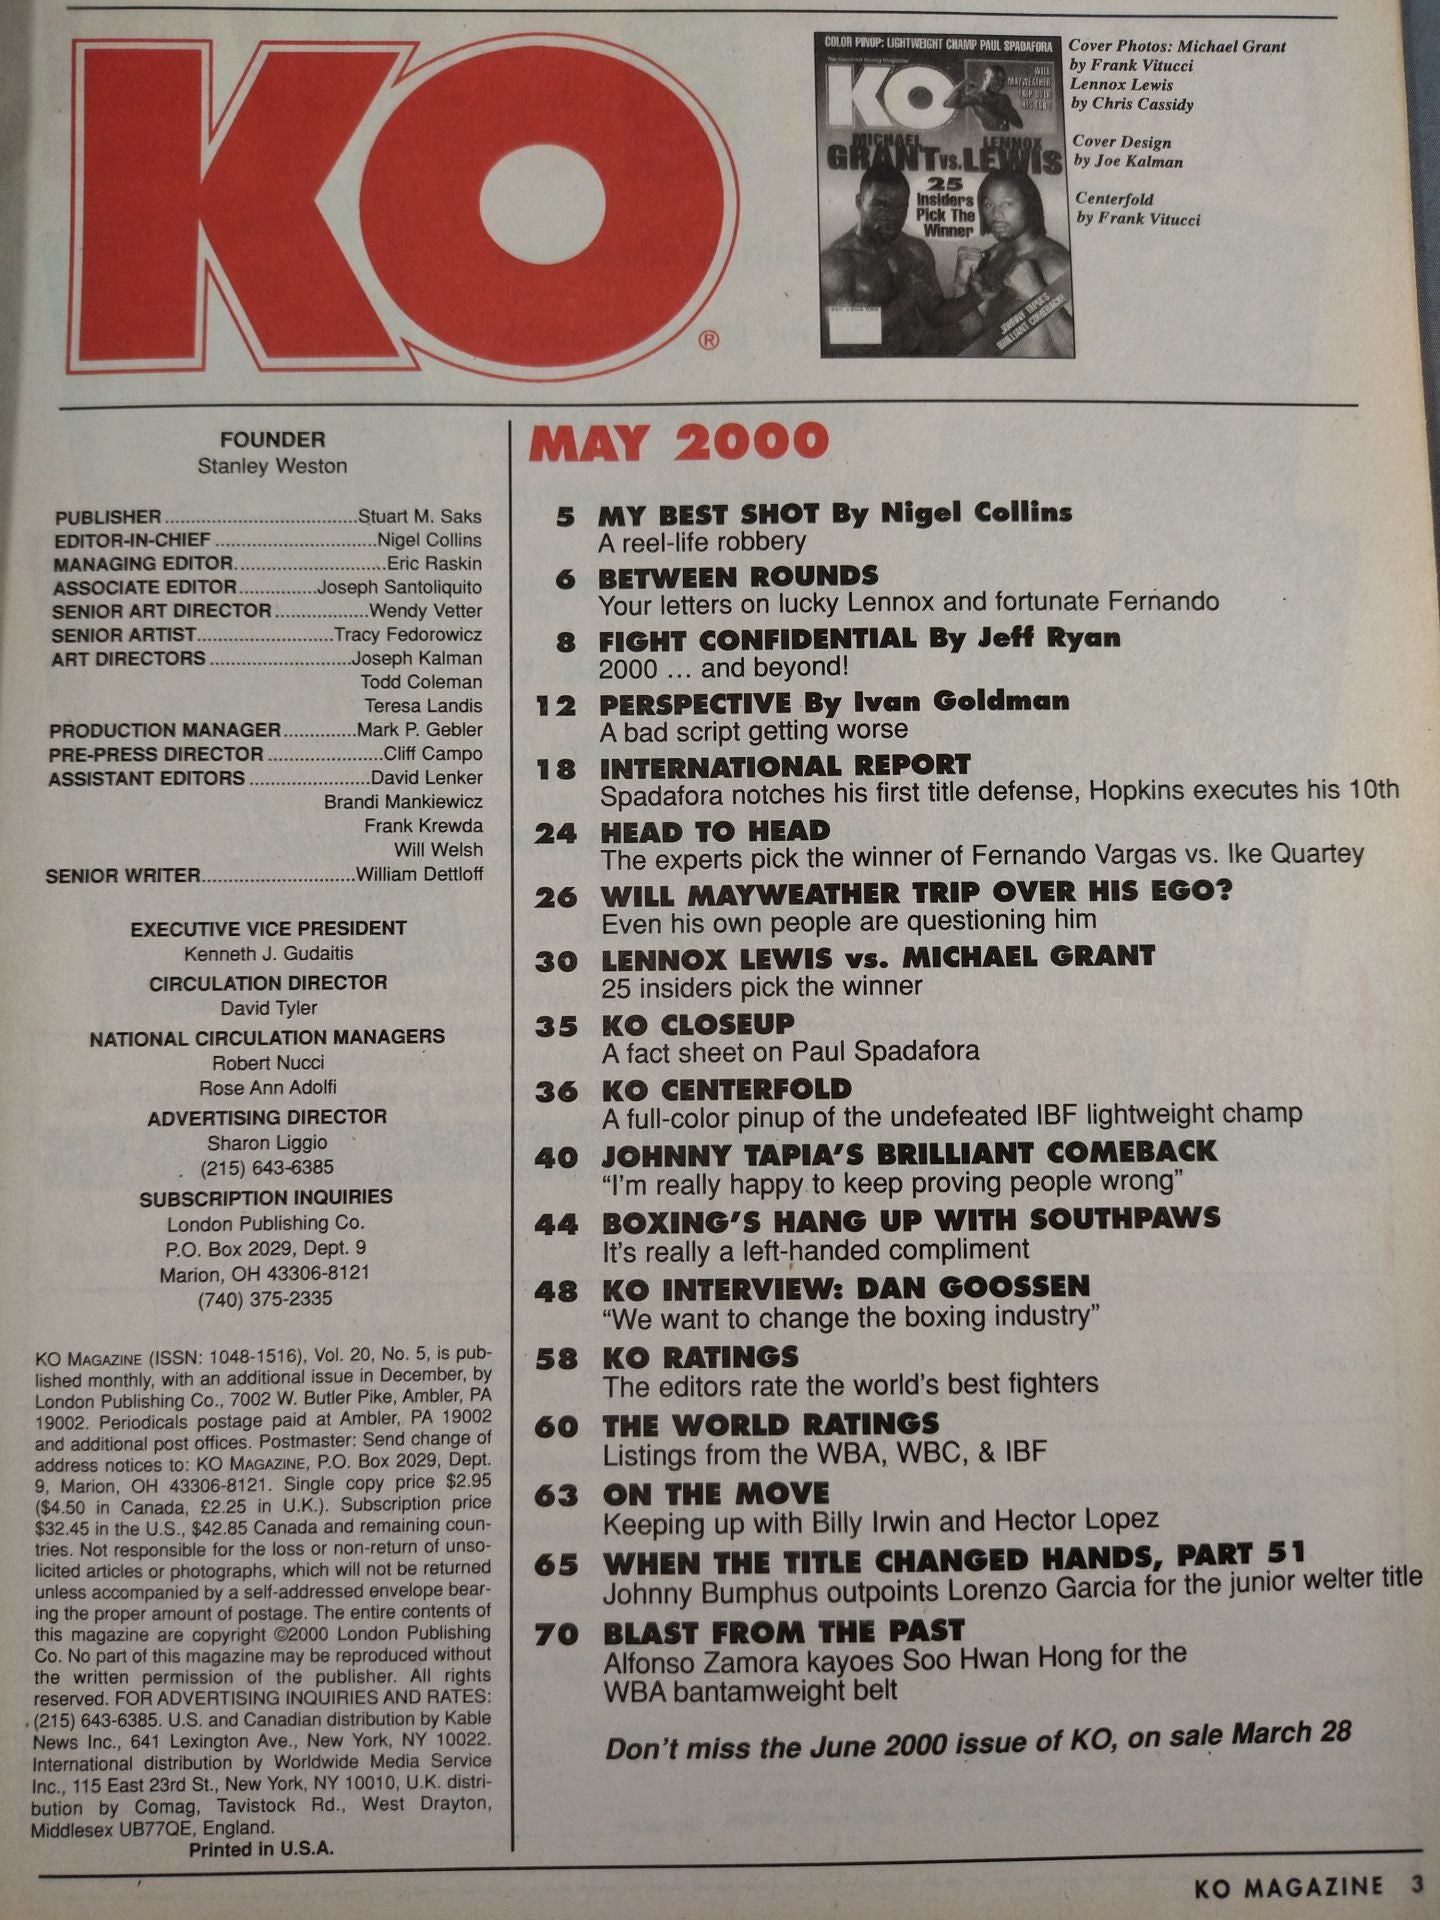 KO
®
COLOR PINUP: LIGHTWEIGHT CHAMP PAUL SPADAFORA
KO
WILL
MAYWEATHER
TRIP OVER
HIS EGO?
MICHAEL LENNOX
GRANT vs. LEWIS
25
Insiders
Pick The
Winner
JOHNNY TAPIA'S
BRILLIANT COMEBACK!
Cover Photos: Michael Grant
by Frank Vitucci
Lennox Lewis
by Chris Cassidy
Cover Design
by Joe Kalman
Centerfold
by Frank Vitucci
FOUNDER
Stanley Weston
PUBLISHER....................................Stuart M. Saks
EDITOR-IN-CHIEF..............................Nigel Collins
MANAGING EDITOR...........................Eric Raskin
ASSOCIATE EDITOR...............Joseph Santoliquito
SENIOR ART DIRECTOR..................Wendy Vetter
SENIOR ARTIST..........................Tracy Fedorowicz
ART DIRECTORS...........................Joseph Kalman
Todd Coleman
Teresa Landis
PRODUCTION MANAGER.............Mark P. Gebler
PRE-PRESS DIRECTOR......................Cliff Campo
ASSISTANT EDITORS.......................David Lenker
Brandi Mankiewicz
Frank Krewda
Will Welsh
SENIOR WRITER.............................William Dettloff
EXECUTIVE VICE PRESIDENT
Kenneth J. Gudaitis
CIRCULATION DIRECTOR
David Tyler
NATIONAL CIRCULATION MANAGERS
Robert Nucci
Rose Ann Adolfi
ADVERTISING DIRECTOR
Sharon Liggio
(215) 643-6385
SUBSCRIPTION INQUIRIES
London Publishing Co.
P.O. Box 2029, Dept. 9
Marion, OH 43306-8121
(740) 375-2335
KO MAGAZINE (ISSN: 1048-1516), Vol. 20, No. 5, is pub-
lished monthly, with an additional issue in December, by
London Publishing Co., 7002 W. Butler Pike, Ambler, PA
19002. Periodicals postage paid at Ambler, PA 19002
and additional post offices. Postmaster: Send change of
address notices to: KO MAGAZINE, P.O. Box 2029, Dept.
9, Marion, OH 43306-8121. Single copy price $2.95
($4.50 in Canada, £2.25 in U.K.). Subscription price
$32.45 in the U.S., $42.85 Canada and remaining coun-
tries. Not responsible for the loss or non-return of unso-
licited articles or photographs, which will not be returned
unless accompanied by a self-addressed envelope bear-
ing the proper amount of postage. The entire contents of
this magazine are copyright ©2000 London Publishing
Co. No part of this magazine may be reproduced without
the written permission of the publisher. All rights
reserved. FOR ADVERTISING INQUIRIES AND RATES:
(215) 643-6385. U.S. and Canadian distribution by Kable
News Inc., 641 Lexington Ave., New York, NY 10022.
International distribution by Worldwide Media Service
Inc., 115 East 23rd St., New York, NY 10010, U.K. distri-
bution by Comag, Tavistock Rd., West Drayton,
Middlesex UB77QE, England.
Printed in U.S.A.
MAY 2000
5 MY BEST SHOT By Nigel Collins
A reel-life robbery
6 BETWEEN ROUNDS
Your letters on lucky Lennox and fortunate Fernando
8 FIGHT CONFIDENTIAL By Jeff Ryan
2000 ... and beyond!
12 PERSPECTIVE By Ivan Goldman
A bad script getting worse
18 INTERNATIONAL REPORT
Spadafora notches his first title defense, Hopkins executes his 10th
24 HEAD TO HEAD
The experts pick the winner of Fernando Vargas vs. Ike Quartey
26 WILL MAYWEATHER TRIP OVER HIS EGO?
Even his own people are questioning him
30 LENNOX LEWIS vs. MICHAEL GRANT
25 insiders pick the winner
35 KO CLOSEUP
A fact sheet on Paul Spadafora
36 KO CENTERFOLD
A full-color pinup of the undefeated IBF lightweight champ
40 JOHNNY TAPIA'S BRILLIANT COMEBACK
"I'm really happy to keep proving people wrong"
44 BOXING'S HANG UP WITH SOUTHPAWS
It's really a left-handed compliment
48 KO INTERVIEW: DAN GOOSSEN
"We want to change the boxing industry"
58 KO RATINGS
The editors rate the world's best fighters
60 THE WORLD RATINGS
Listings from the WBA, WBC, & IBF
63 ON THE MOVE
Keeping up with Billy Irwin and Hector Lopez
65 WHEN THE TITLE CHANGED HANDS, PART 51
Johnny Bumphus outpoints Lorenzo Garcia for the junior welter title
70 BLAST FROM THE PAST
Alfonso Zamora kayoes Soo Hwan Hong for the
WBA bantamweight belt
Don't miss the June 2000 issue of KO, on sale March 28
KO MAGAZINE 3